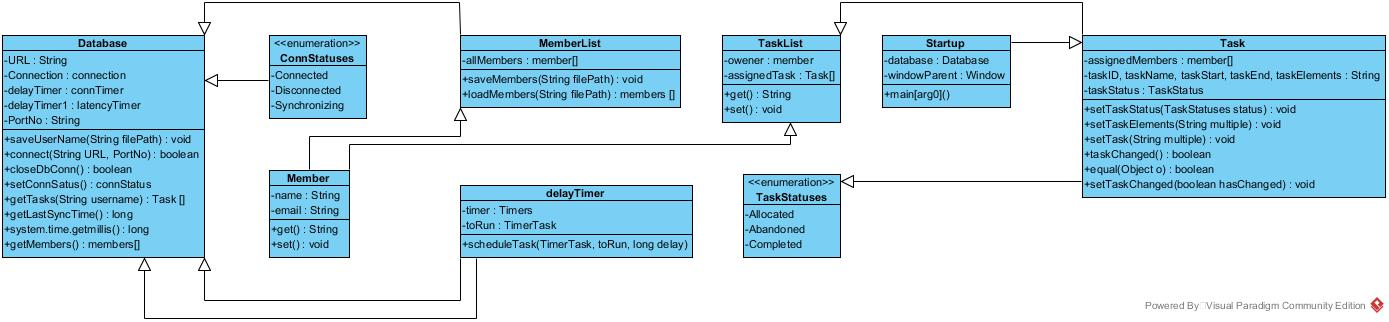 Database
-URL : String
-Connection : connection
-delayTimer : connTimer
-delayTimer1 : latencyTimer
-PortNo : String
+saveUserName(String filePath) : void
+connect(String URL, PortNo) : boolean
+closeDbConn() : boolean
+setConnSatus() : connStatus
+getTasks(String username) : Task []
+getLastSyncTime() : long
+system.time.getmillis() : long
+getMembers() : members[]
<<enumeration>>
ConnStatuses
-Connected
-Disconnected
-Synchronizing
MemberList
-allMembers : member[]
+saveMembers(String filePath) : void
+loadMembers(String filePath) : members []
Member
-name : String
-email : String
+get() : String
+set() : void
delayTimer
-timer : Timers
-toRun : TimerTask
+scheduleTask(TimerTask, toRun, long delay)
TaskList
-owener : member
-assignedTask : Task[]
+get() : String
+set() : void
<<enumeration>>
TaskStatuses
-Allocated
-Abandoned
-Completed
Startup
-database : Database
-windowParent : Window
+main[arg0]()
Task
-assignedMembers : member[]
-taskID, taskName, taskStart, taskEnd, taskElements : String
-taskStatus : TaskStatus
+setTaskStatus(TaskStatuses status) : void
+setTaskElements(String multiple) : void
+setTask(String multiple) : void
+taskChanged() : boolean
+equal(Object o) : boolean
+setTaskChanged(boolean hasChanged) : void
Powered By Visual Paradigm Community Edition